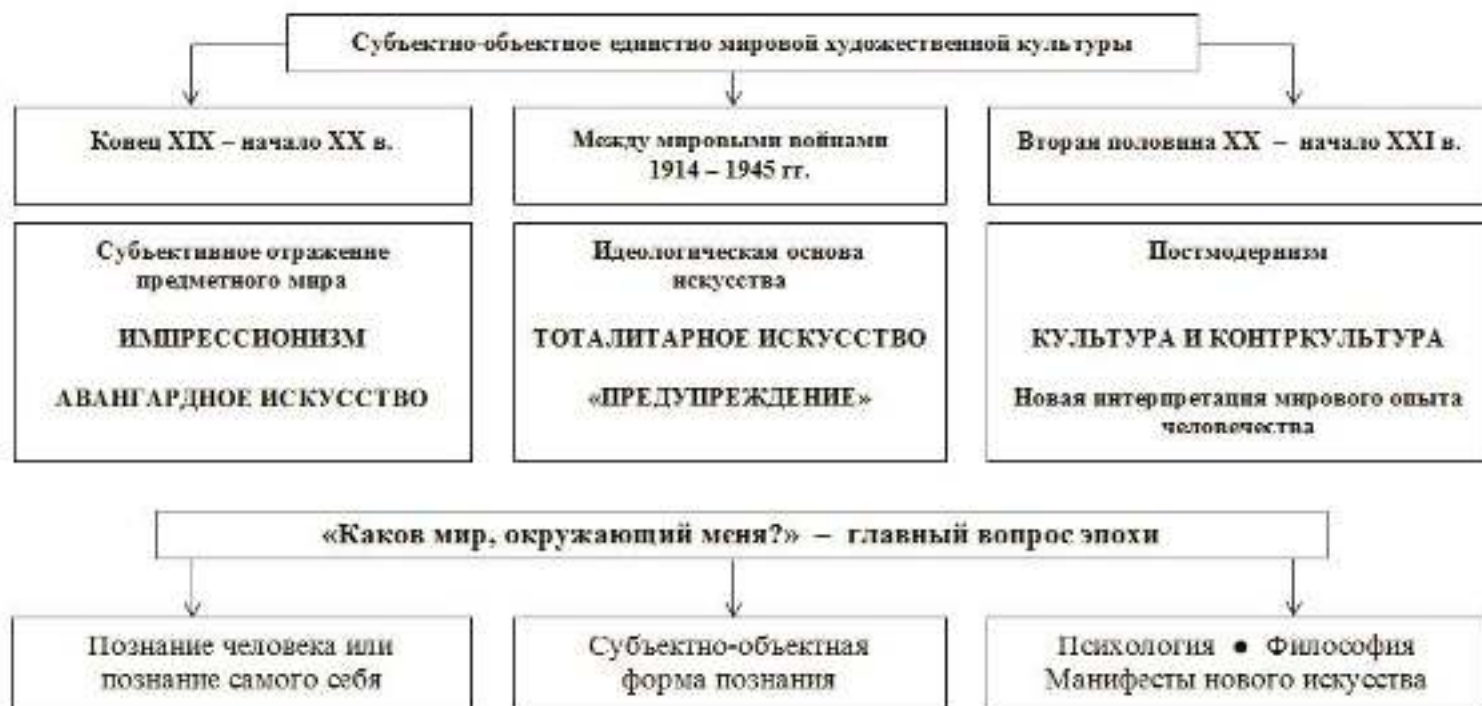 Субъектно-объектное единство мировой художественной культуры
Конец XIX – начало XX в.
Между мировыми войнами
1914 – 1945 гг.
Вторая половина XX – начало XXI в.
Субъективное отражение
предметного мира
ИМПРЕССИОНИЗМ
АВАНГАРДНОЕ ИСКУССТВО
Идеологическая основа
искусства
ТОТАЛИТАРНОЕ ИСКУССТВО
«ПРЕДУПРЕЖДЕНИЕ»
Постмодернизм
КУЛЬТУРА И КОНТРКУЛЬТУРА
Новая интерпретация мирового опыта
человечества
«Каков мир, окружающий меня?» – главный вопрос эпохи
Познание человека или
познание самого себя
Субъектно-объектная
форма познания
Психология ● Философия
Манифесты нового искусства